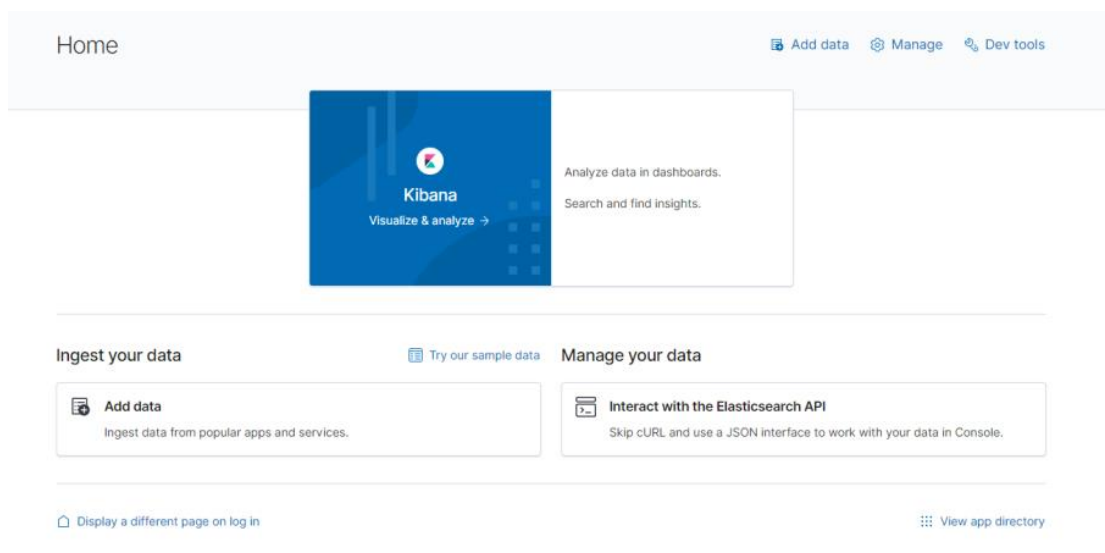 Home
Add data
Manage
Dev tools
Kibana
Visualize & analyze →
Analyze data in dashboards.
Search and find insights.
Ingest your data
Try our sample data
Add data
Ingest data from popular apps and services.
Manage your data
Interact with the Elasticsearch API
Skip cURL and use a JSON interface to work with your data in Console.
Display a different page on log in
View app directory